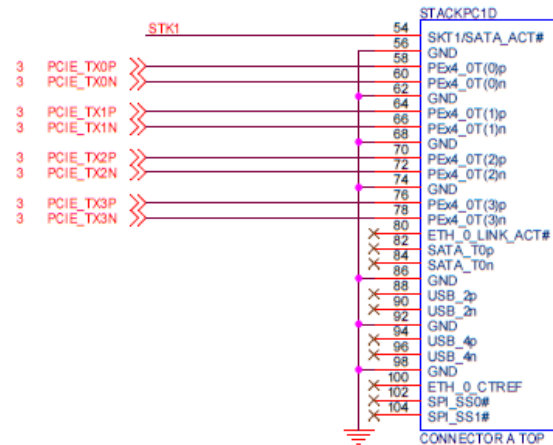 STACKPC1D
STK1 54 SKT1/SATA_ACT#
56 GND
3 PCIE_TX0P 58 PEx4_0T(0)p
3 PCIE_TX0N 60 PEx4_0T(0)n
62 GND
3 PCIE_TX1P 64 PEx4_0T(1)p
3 PCIE_TX1N 66 PEx4_0T(1)n
68 GND
3 PCIE_TX2P 70 PEx4_0T(2)p
3 PCIE_TX2N 72 PEx4_0T(2)n
74 GND
3 PCIE_TX3P 76 PEx4_0T(3)p
3 PCIE_TX3N 78 PEx4_0T(3)n
80 ETH_0_LINK_ACT#
82 SATA_T0p
84 SATA_T0n
86 GND
88 USB_2p
90 USB_2n
92 GND
94 USB_4p
96 USB_4n
98 GND
100 ETH_0_CTREF
102 SPI_SS0#
104 SPI_SS1#
CONNECTOR A TOP